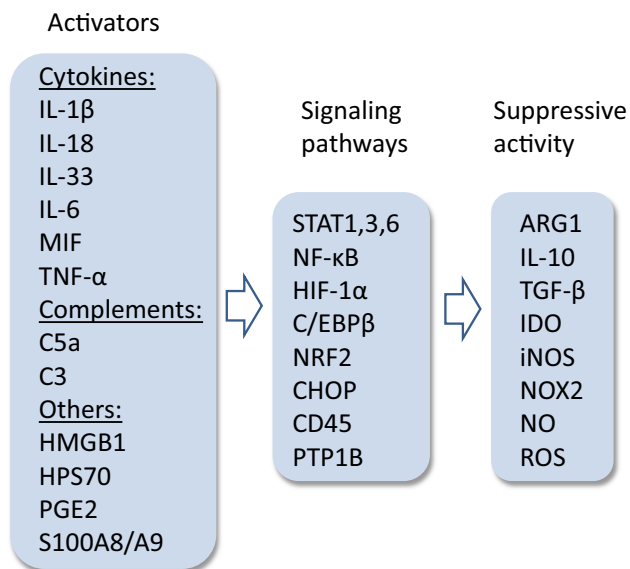 Activators
Cytokines:
IL-1β
IL-18
IL-33
IL-6
MIF
TNF-α
Complements:
C5a
C3
Others:
HMGB1
HPS70
PGE2
S100A8/A9
Signaling
pathways
STAT1,3,6
NF-κB
HIF-1α
C/EBPβ
NRF2
CHOP
CD45
PTP1B
Suppressive
activity
ARG1
IL-10
TGF-β
IDO
iNOS
NOX2
NO
ROS